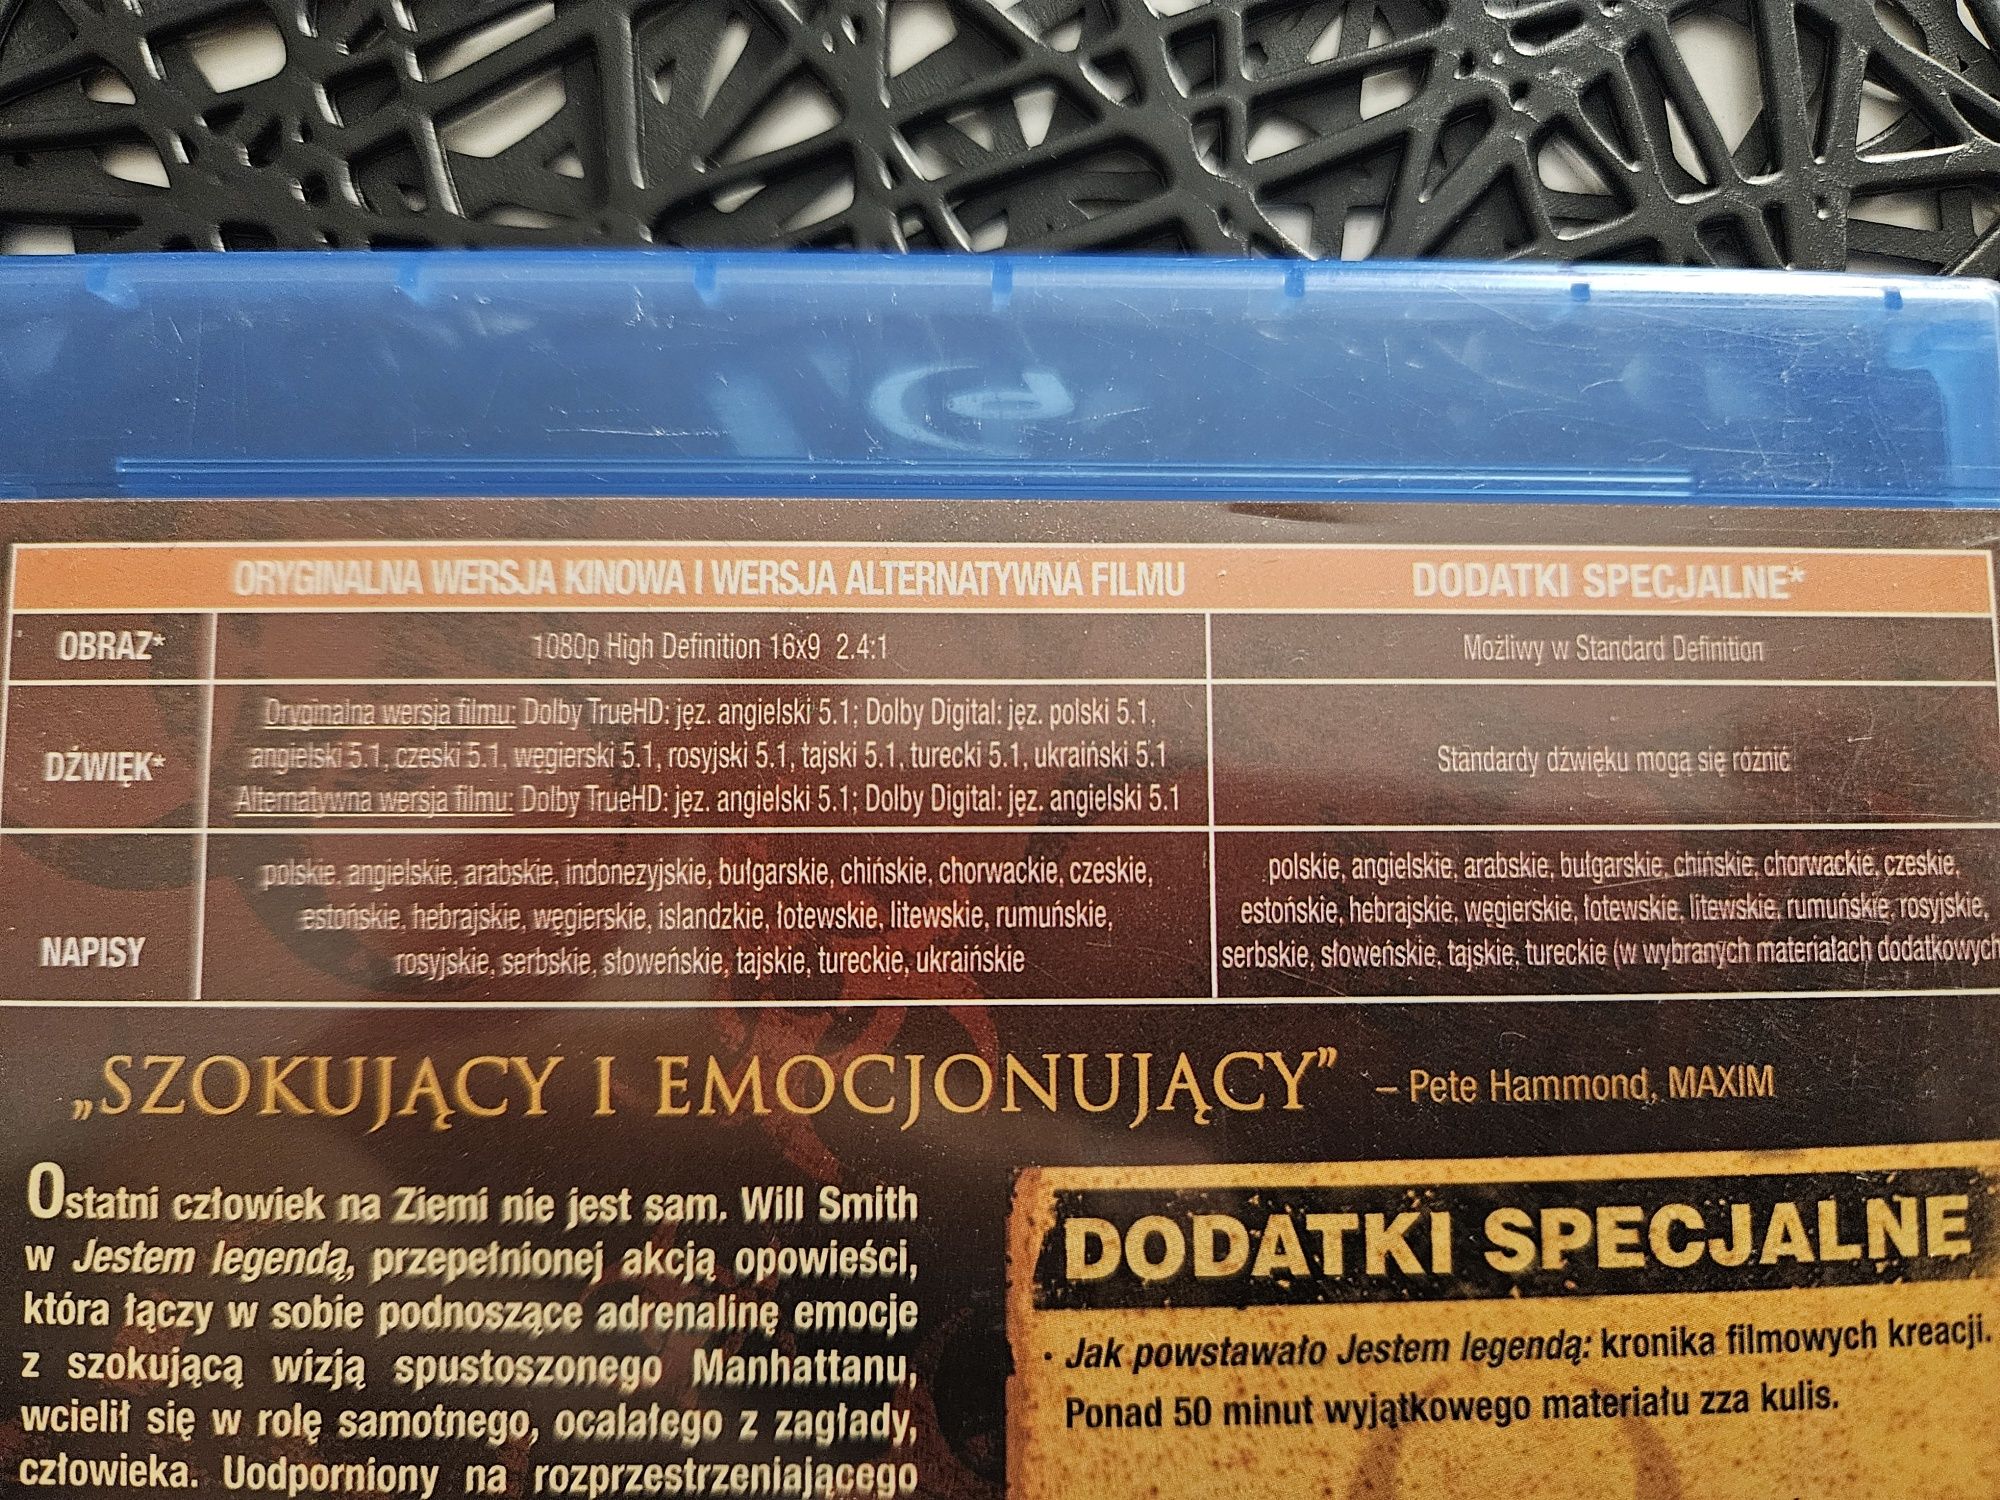 ORYGINALNA WERSJA KINOWA I WERSJA ALTERNATYWNA FILMU
DODATKI SPECJALNE*
OBRAZ*
1080p High Definition 16x9 2.4:1
Możliwy w Standard Definition
DŹWIĘK*
Oryginalna wersja filmu: Dolby TrueHD: jęz. angielski 5.1; Dolby Digital: jęz. polski 5.1,
angielski 5.1, czeski 5.1, węgierski 5.1, rosyjski 5.1, tajski 5.1, turecki 5.1, ukraiński 5.1
Alternatywna wersja filmu: Dolby TrueHD: jęz. angielski 5.1; Dolby Digital: jęz. angielski 5.1
Standardy dźwięku mogą się różnić
NAPISY
polskie, angielskie, arabskie, indonezyjskie, bułgarskie, chińskie, chorwackie, czeskie,
estońskie, hebrajskie, węgierskie, islandzkie, łotewskie, litewskie, rumuńskie,
rosyjskie, serbskie, słoweńskie, tajskie, tureckie, ukraińskie
polskie, angielskie, arabskie, bułgarskie, chińskie, chorwackie, czeskie,
estońskie, hebrajskie, węgierskie, łotewskie, litewskie, rumuńskie, rosyjskie,
serbskie, słoweńskie, tajskie, tureckie (w wybranych materiałach dodatkowych
„SZOKUJĄCY I EMOCJONUJĄCY” – Pete Hammond, MAXIM
Ostatni człowiek na Ziemi nie jest sam. Will Smith
w Jestem legendą, przepełnionej akcją opowieści,
która łączy w sobie podnoszące adrenalinę emocje
z szokującą wizją spustoszonego Manhattanu,
wcielił się w rolę samotnego, ocalałego z zagłady,
człowieka. Uodporniony na rozprzestrzeniającego
DODATKI SPECJALNE
· Jak powstawało Jestem legendą: kronika filmowych kreacji.
Ponad 50 minut wyjątkowego materiału zza kulis.